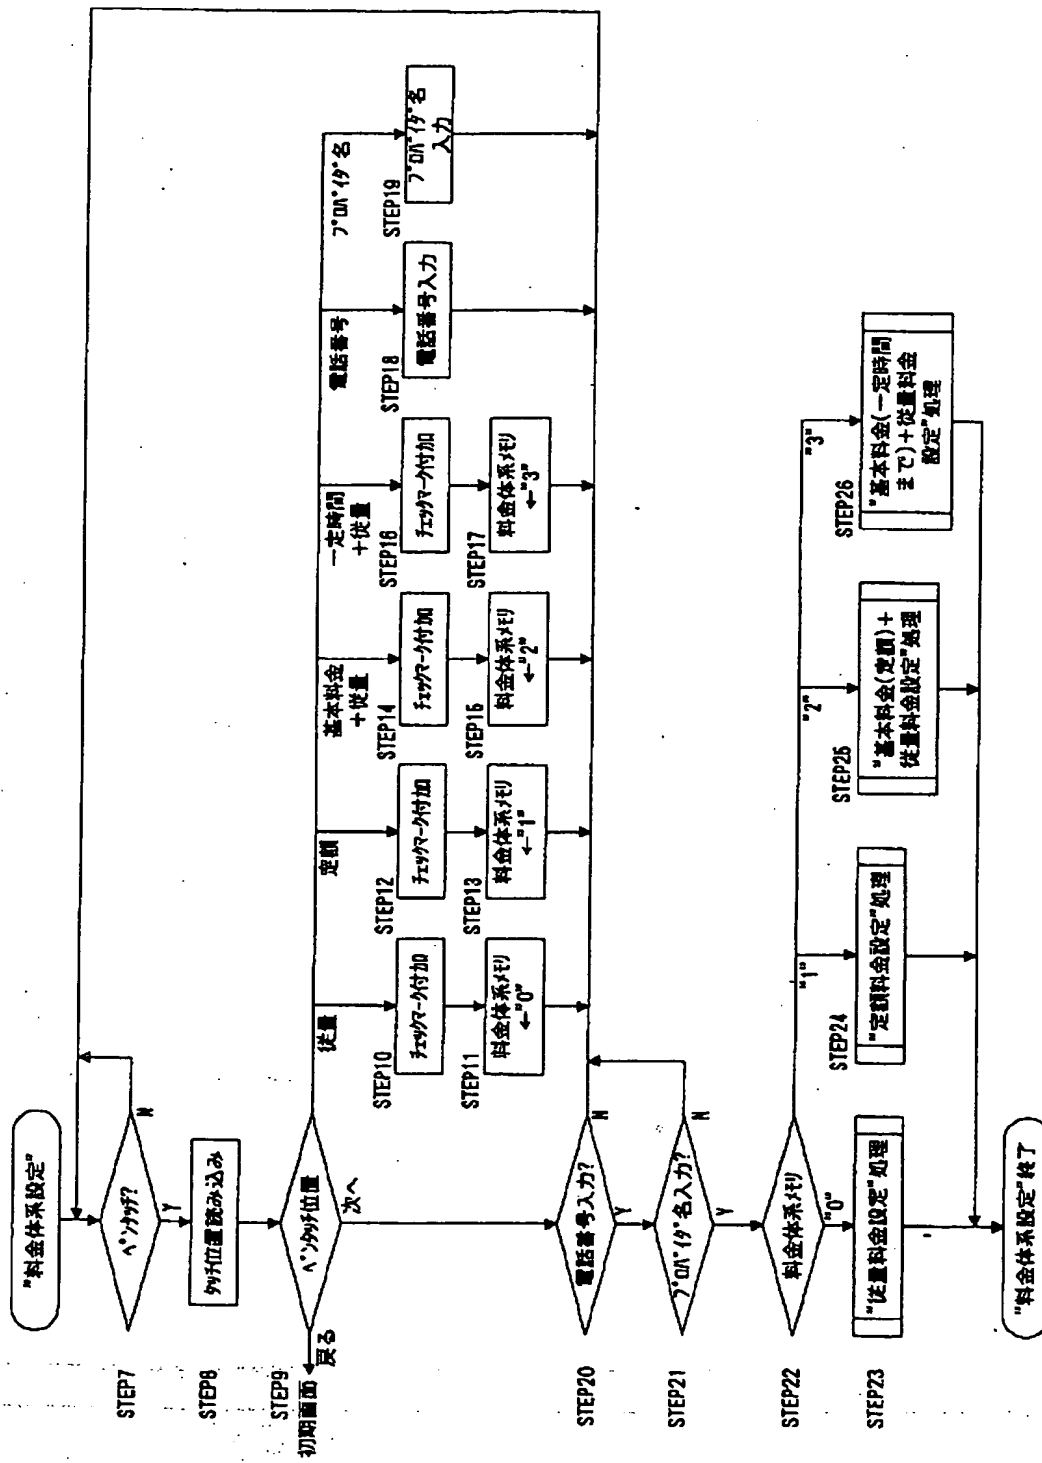 "料金体系設定"
STEP7
ペンタッチ?
N
Y
STEP8
タッチ位置読み込み
STEP9
ペンタッチ位置
初期画面
戻る
次へ
従量
定額
基本料金
+従量
一定時間
+従量
電話番号
プロバイダ名
STEP10
チェックマーク付加
STEP12
チェックマーク付加
STEP14
チェックマーク付加
STEP16
チェックマーク付加
STEP18
電話番号入力
STEP19
プロバイダ名
入力
STEP11
料金体系メモリ
←"0"
STEP13
料金体系メモリ
←"1"
STEP15
料金体系メモリ
←"2"
STEP17
料金体系メモリ
←"3"
STEP20
電話番号入力?
N
Y
STEP21
プロバイダ名入力?
N
Y
STEP22
料金体系メモリ
"0"
"1"
"2"
"3"
STEP23
"従量料金設定"処理
STEP24
"定額料金設定"処理
STEP25
"基本料金(定額)+
従量料金設定"処理
STEP26
"基本料金(一定時間
まで)+従量料金
設定"処理
"料金体系設定"終了